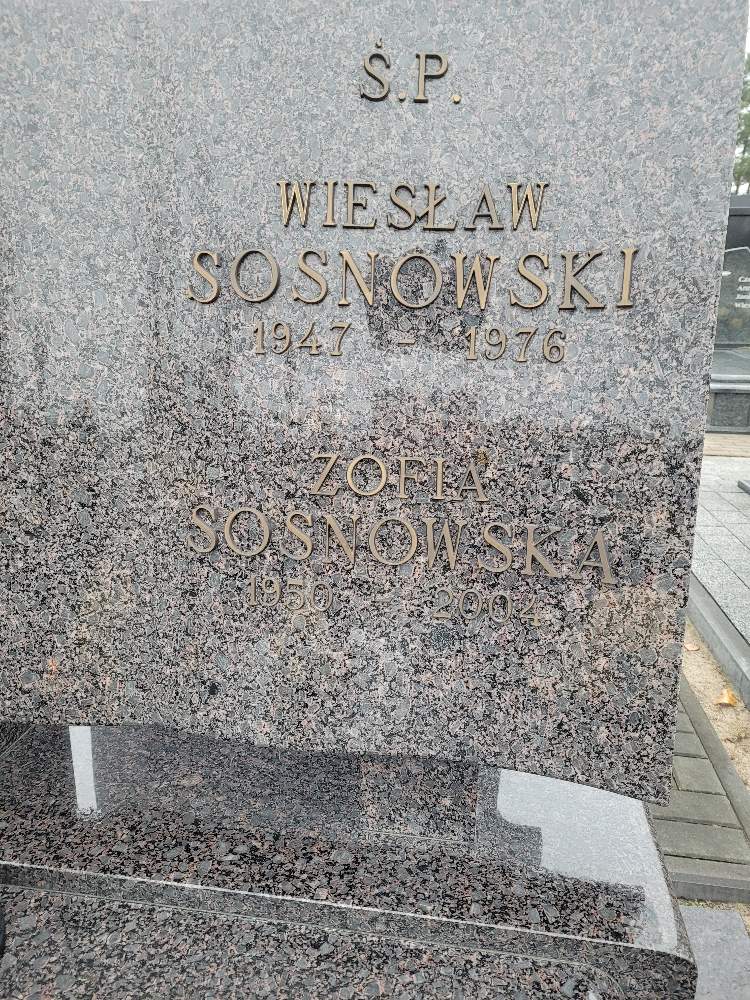 Ś.P.
WIESŁAW
SOSNOWSKI
1947 - 1976
ZOFIA
SOSNOWSKA
1950 - 2004